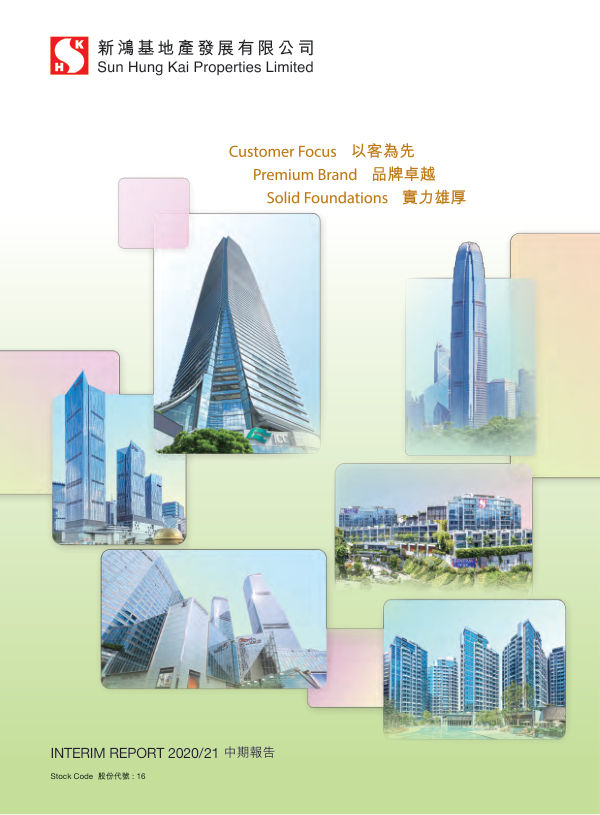 SHK
新鴻基地產發展有限公司
Sun Hung Kai Properties Limited
Customer Focus 以客為先
Premium Brand 品牌卓越
Solid Foundations 實力雄厚
ICC
INTERIM REPORT 2020/21 中期報告
Stock Code 股份代號 : 16